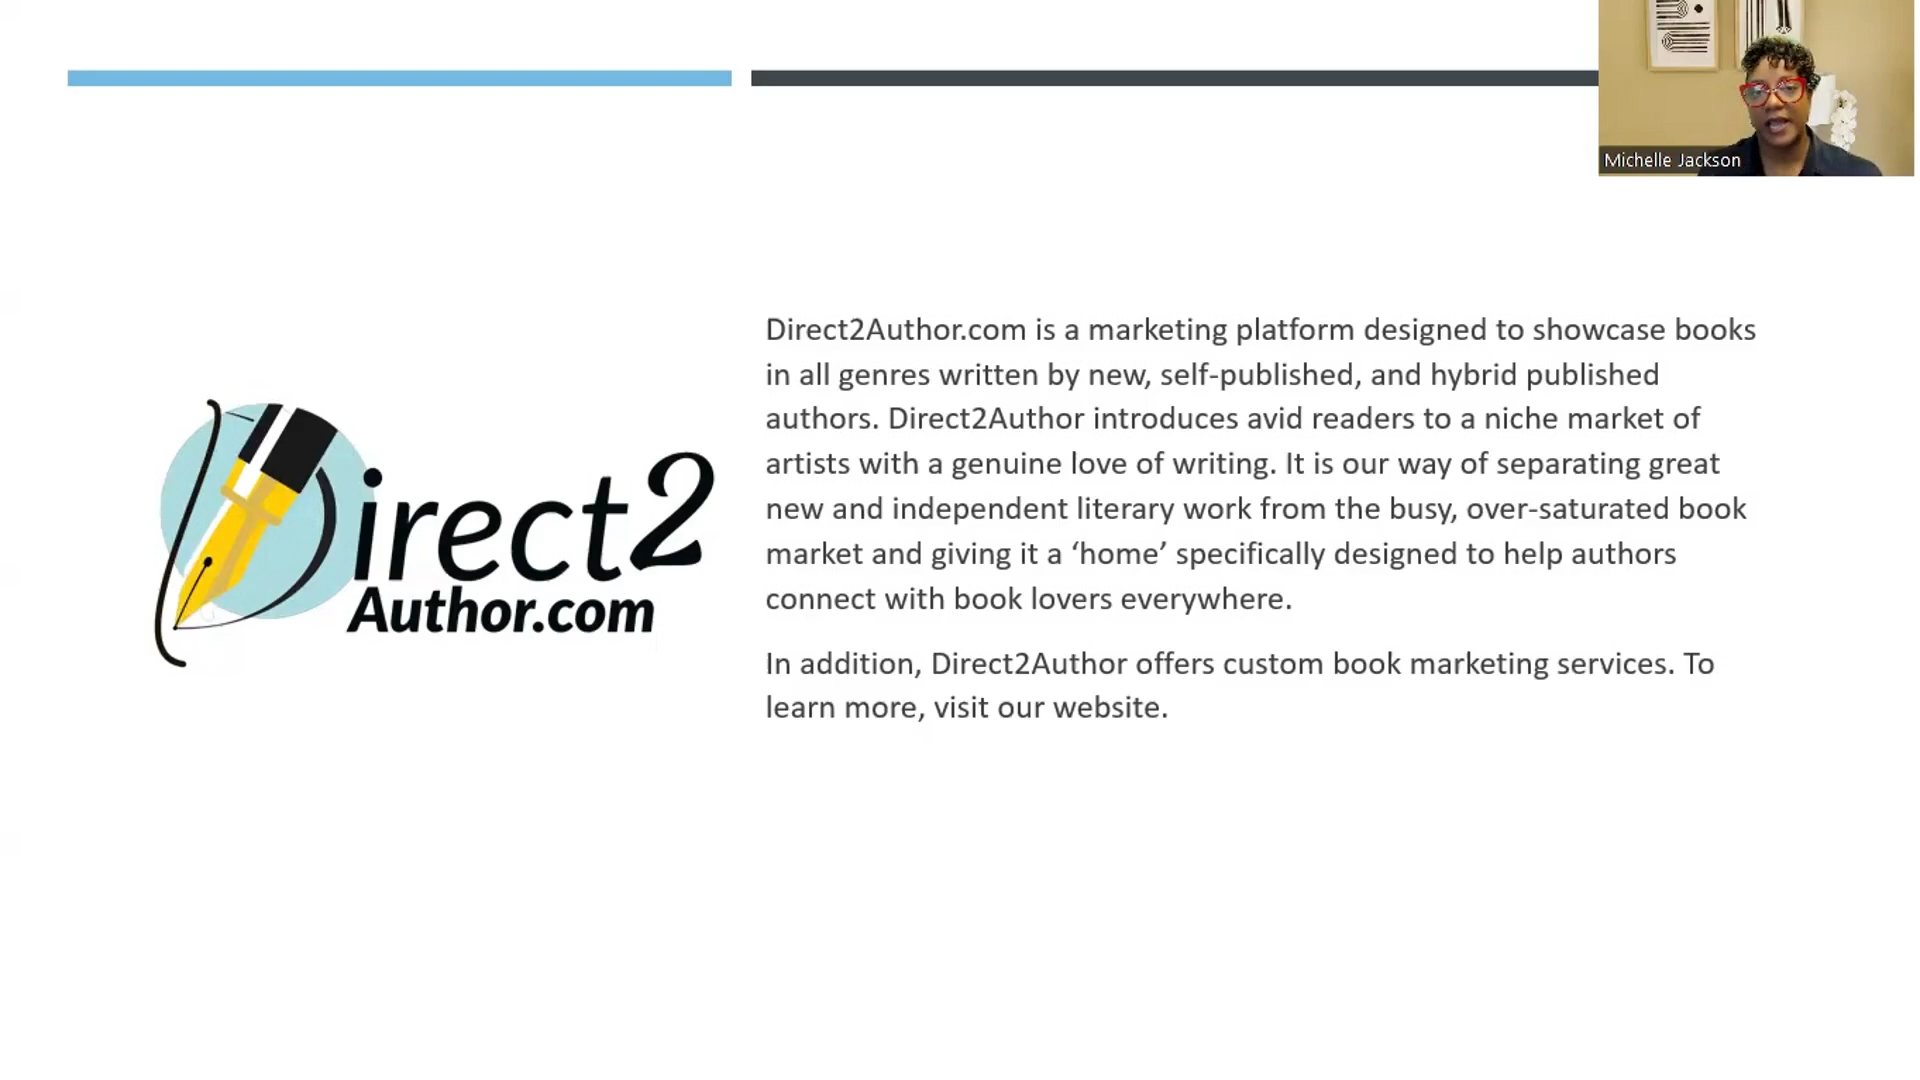 Michelle Jackson
Direct2
Author.com
Direct2Author.com is a marketing platform designed to showcase books
in all genres written by new, self-published, and hybrid published
authors. Direct2Author introduces avid readers to a niche market of
artists with a genuine love of writing. It is our way of separating great
new and independent literary work from the busy, over-saturated book
market and giving it a ‘home’ specifically designed to help authors
connect with book lovers everywhere.
In addition, Direct2Author offers custom book marketing services. To
learn more, visit our website.